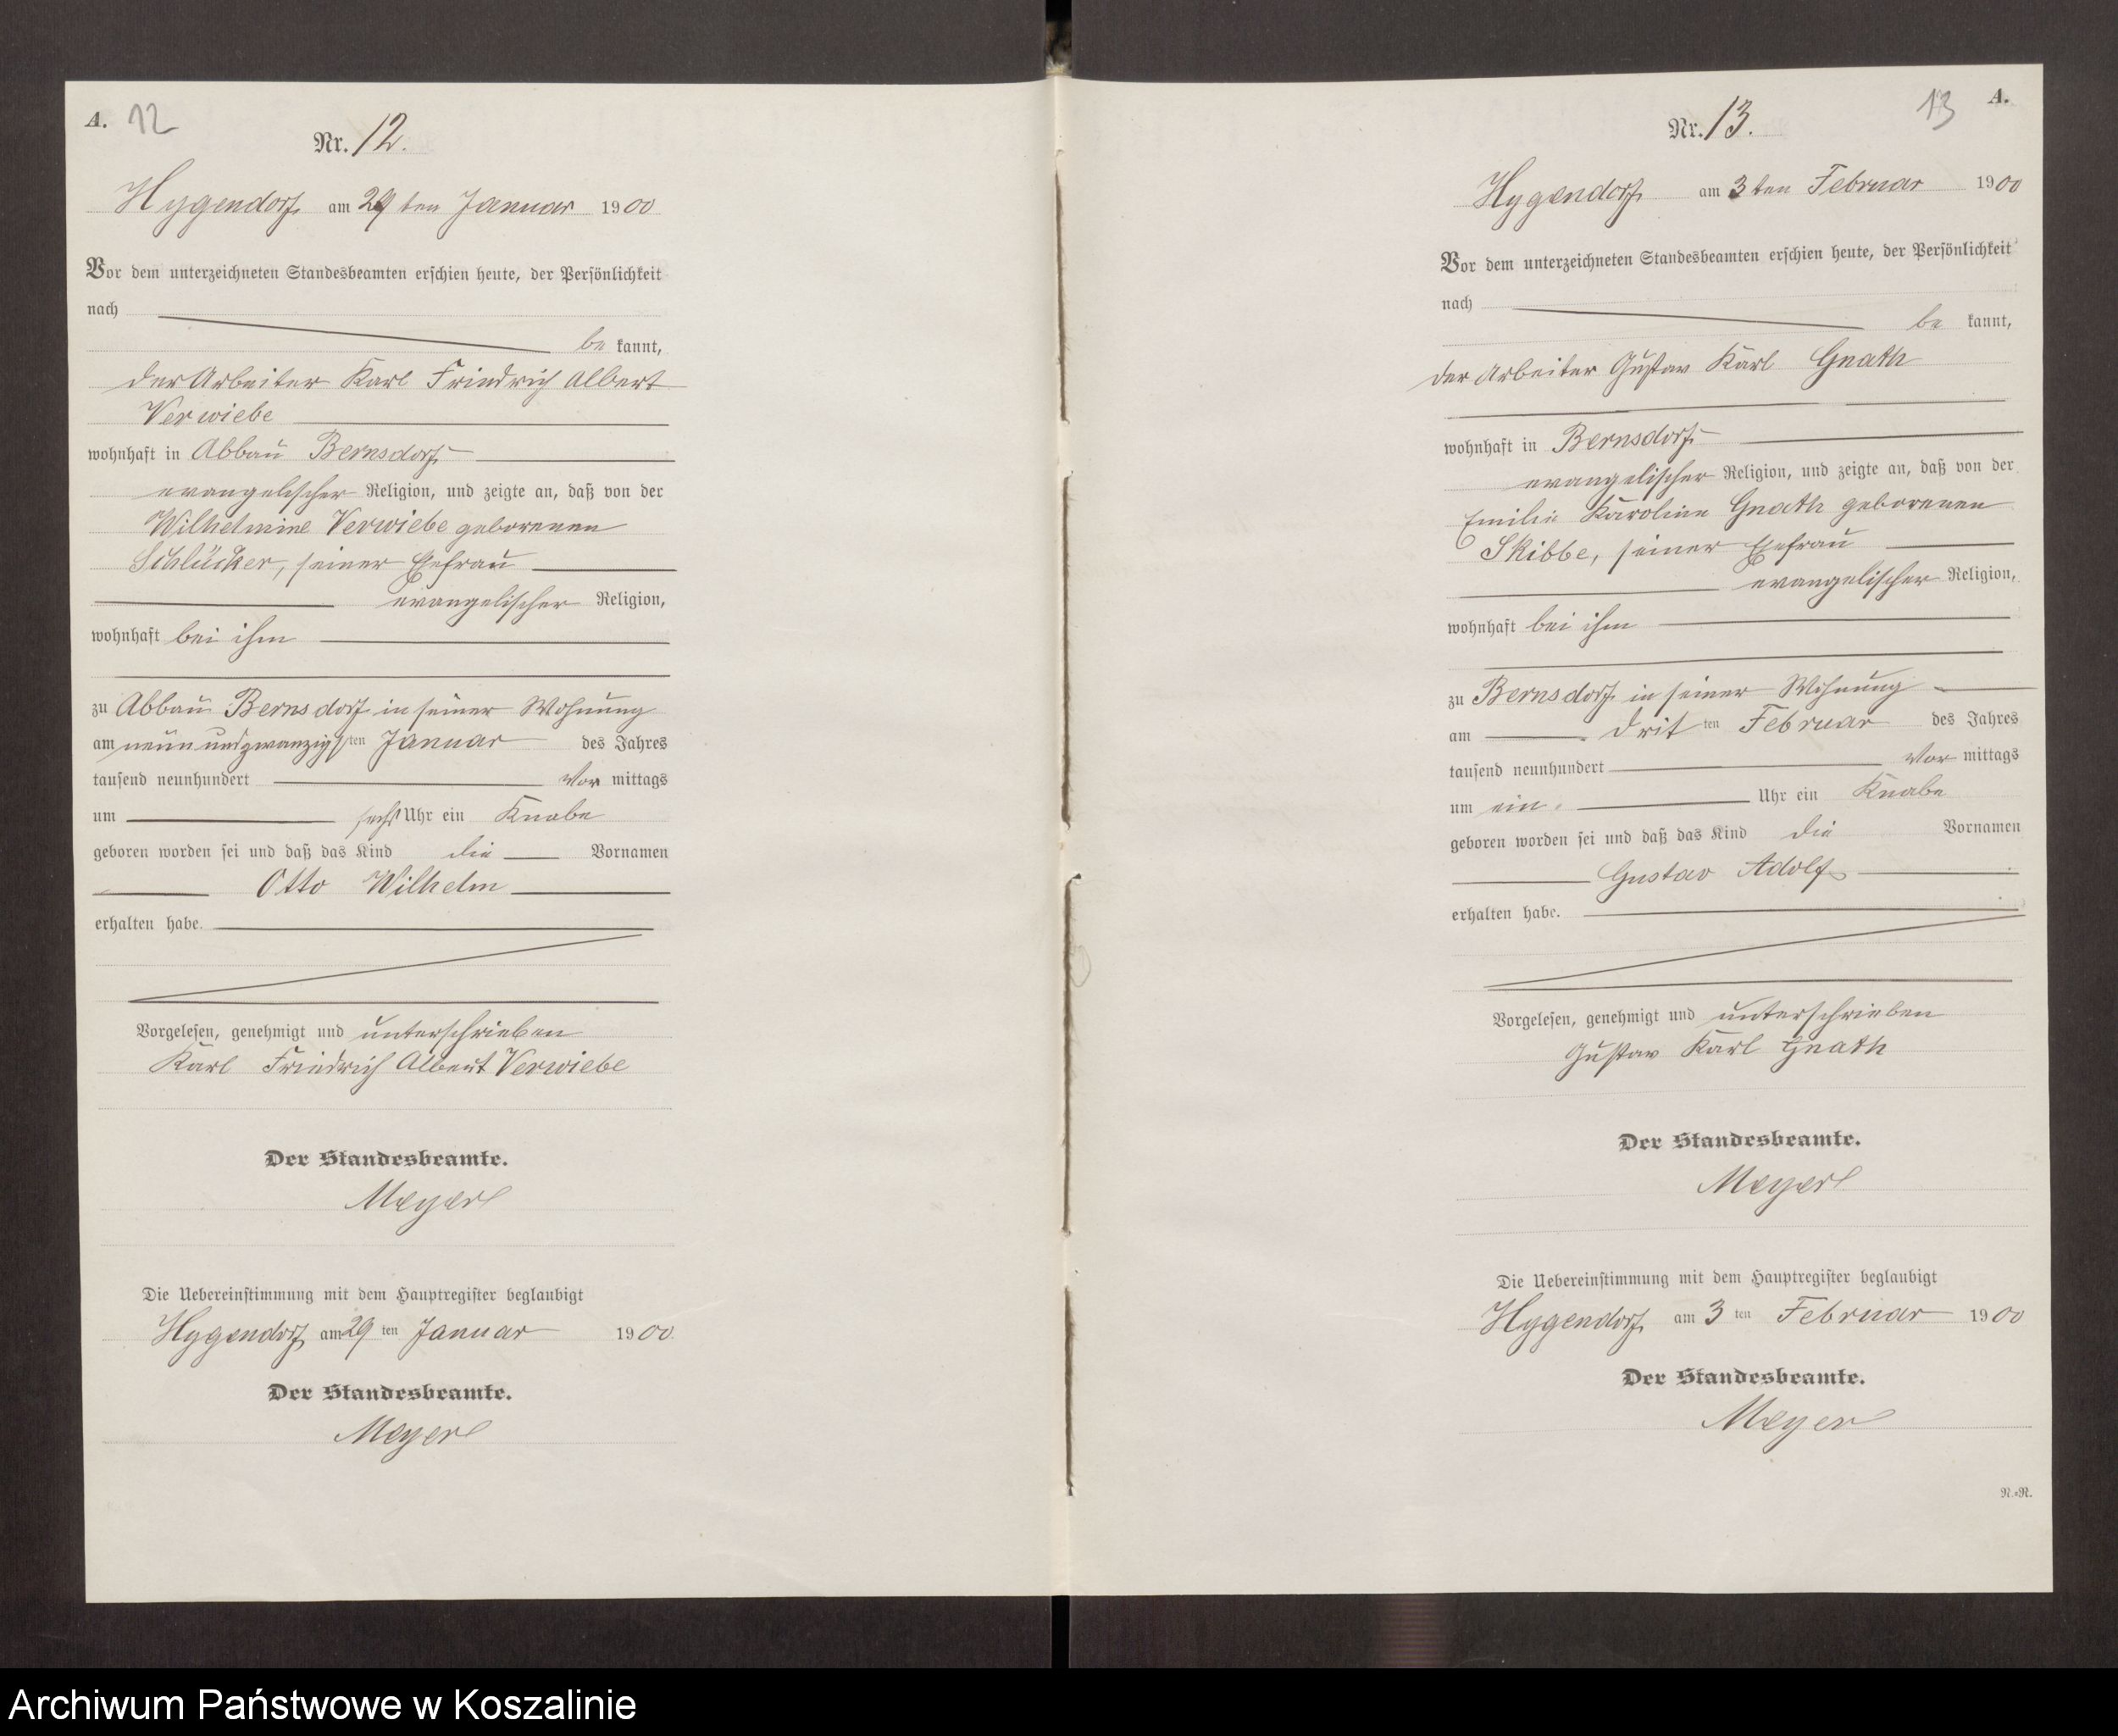 A. 12
Nr. 12.
Hygendorf am 29 ten Januar 1900
Vor dem unterzeichneten Standesbeamten erschien heute, der Persönlichkeit
nach
be kannt,
der Arbeiter Karl Friedrich Albert
Verwiebe
wohnhaft in Abbau Bernsdorf
evangelischer Religion, und zeigte an, daß von der
Wilhelmine Verwiebe geborenen
Schlücker, seiner Ehefrau
evangelischer Religion,
wohnhaft bei ihm
zu Abbau Bernsdorf in seiner Wohnung
am neun und zwanzigsten Januar des Jahres
tausend neunhundert Vor mittags
um sechs Uhr ein Knabe
geboren worden sei und daß das Kind die Vornamen
Otto Wilhelm
erhalten habe.
Vorgelesen, genehmigt und unterschrieben
Karl Friedrich Albert Verwiebe
Der Standesbeamte.
Meyer
Die Uebereinstimmung mit dem Hauptregister beglaubigt
Hygendorf am 29 ten Januar 1900
Der Standesbeamte.
Meyer
13 A.
Nr. 13.
Hygendorf am 3 ten Februar 1900
Vor dem unterzeichneten Standesbeamten erschien heute, der Persönlichkeit
nach
be kannt,
der Arbeiter Gustav Karl Gnath
wohnhaft in Bernsdorf
evangelischer Religion, und zeigte an, daß von der
Emilie Karoline Gnath geborenen
Skibbe, seiner Ehefrau
evangelischer Religion,
wohnhaft bei ihm
zu Bernsdorf in seiner Wohnung
am drit ten Februar des Jahres
tausend neunhundert Vor mittags
um ein Uhr ein Knabe
geboren worden sei und daß das Kind die Vornamen
Gustav Adolf
erhalten habe.
Vorgelesen, genehmigt und unterschrieben
Gustav Karl Gnath
Der Standesbeamte.
Meyer
Die Uebereinstimmung mit dem Hauptregister beglaubigt
Hygendorf am 3 ten Februar 1900
Der Standesbeamte.
Meyer
N.=R.
Archiwum Państwowe w Koszalinie